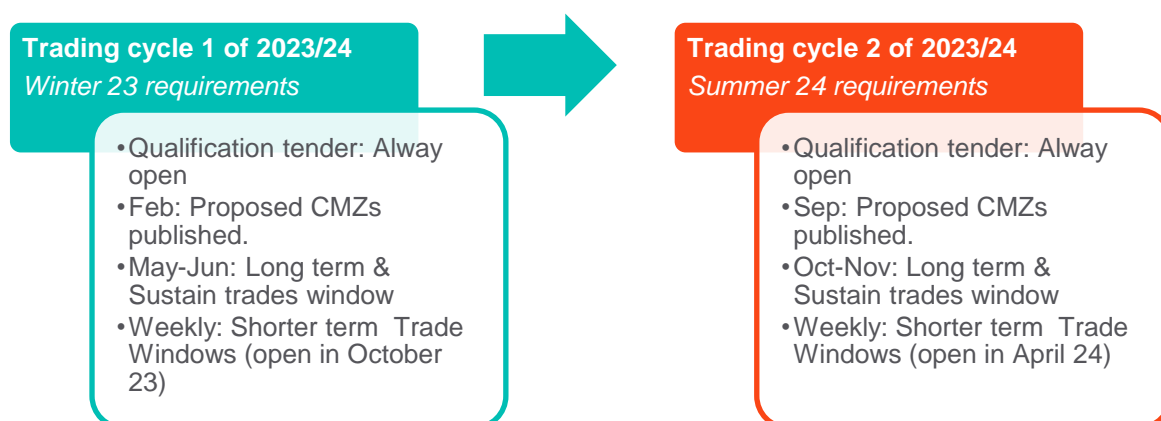 Trading cycle 1 of 2023/24
Winter 23 requirements
•Qualification tender: Alway
open
•Feb: Proposed CMZs
published.
•May-Jun: Long term &
Sustain trades window
•Weekly: Shorter term  Trade
Windows (open in October
23)
Trading cycle 2 of 2023/24
Summer 24 requirements
•Qualification tender: Alway
open
•Sep: Proposed CMZs
published.
•Oct-Nov: Long term &
Sustain trades window
•Weekly: Shorter term  Trade
Windows (open in April 24)